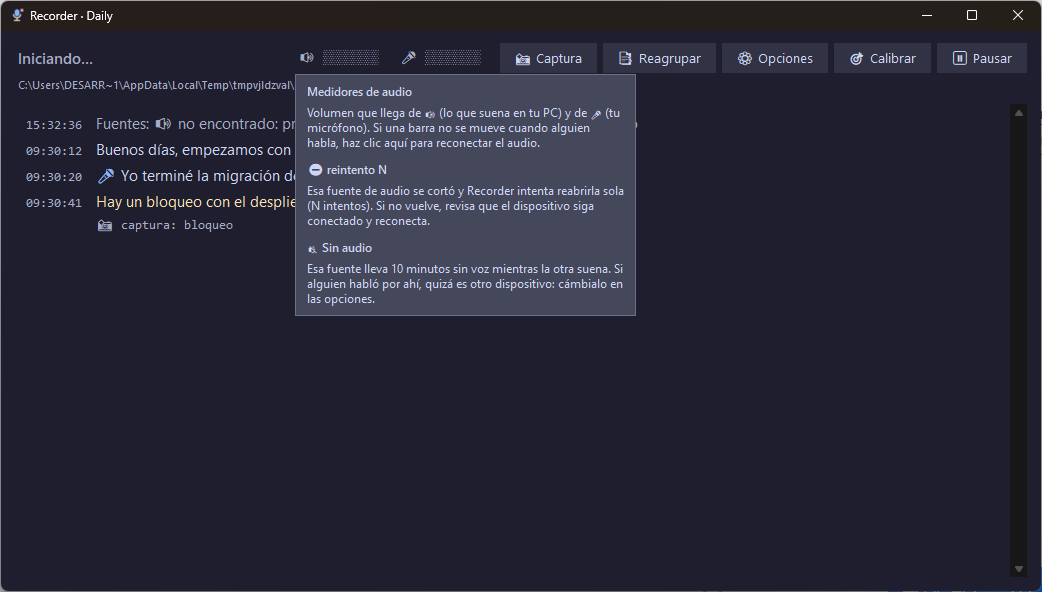 Recorder · Daily
Iniciando...
Captura
Reagrupar
Opciones
Calibrar
Pausar
C:\Users\DESARR~1\AppData\Local\Temp\tmpvjldzval\
15:32:36 Fuentes: no encontrado:
09:30:12 Buenos días, empezamos con
09:30:20 Yo terminé la migración
09:30:41 Hay un bloqueo con el
captura: bloqueo
Medidores de audio
Volumen que llega de (lo que suena en tu PC) y de (tu
micrófono). Si una barra no se mueve cuando alguien
habla, haz clic aquí para reconectar el audio.
reintento N
Esa fuente de audio se cortó y Recorder intenta reabrirla sola
(N intentos). Si no vuelve, revisa que el dispositivo siga
conectado y reconecta.
Sin audio
Esa fuente lleva 10 minutos sin voz mientras la otra suena. Si
alguien habló por ahí, quizá es otro dispositivo: cámbialo en
las opciones.